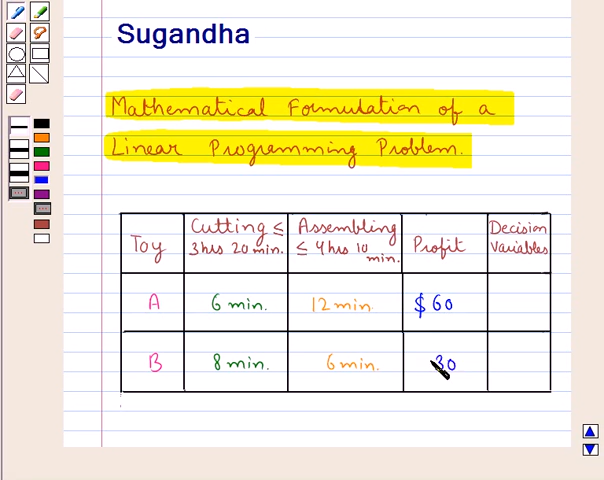 Sugandha
Mathematical Formulation of a
Linear Programming Problem.
Toy
Cutting ≤
3hrs 20 min.
Assembling
≤ 4hrs 10
min.
Profit
Decision
Variables
A
6 min.
12 min.
$ 60
B
8 min.
6 min.
30